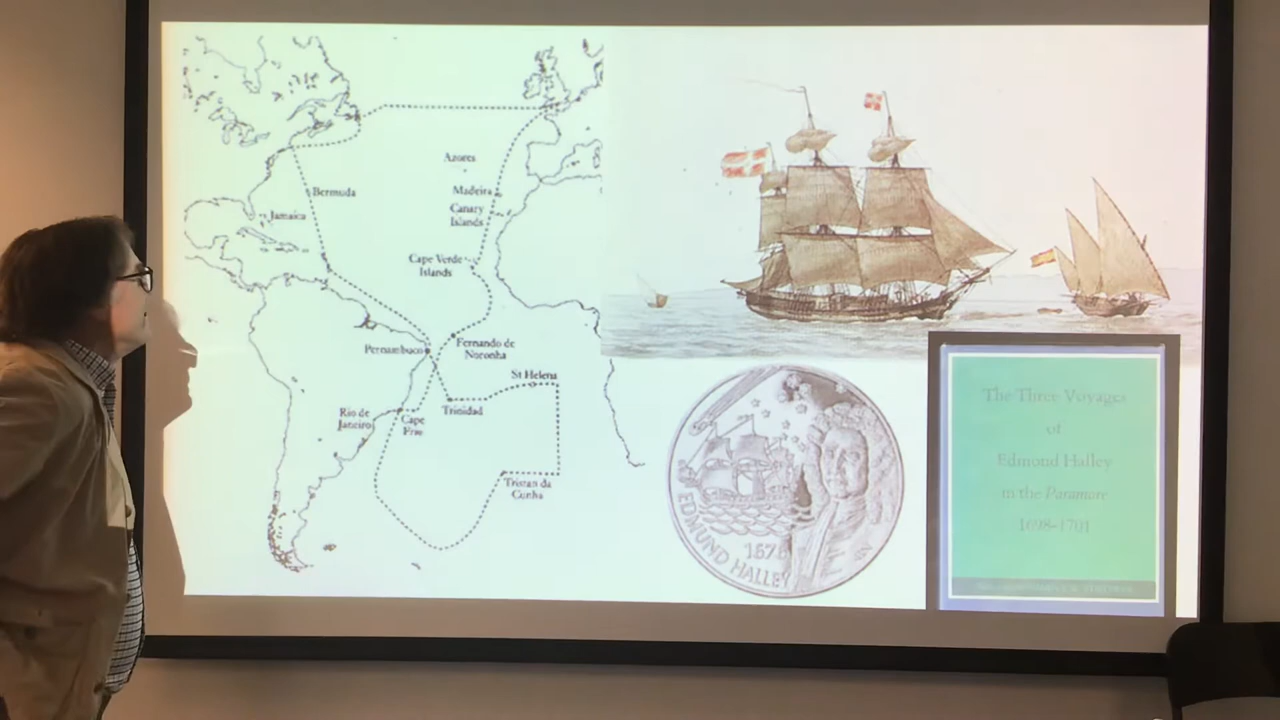 Azores
Madeira
Canary
Islands
Bermuda
Jamaica
Cape Verde
Islands
Fernando de
Noronha
Pernambuco
St Helena
Trinidad
Rio de
Janeiro
Cape
Frio
Tristan da
Cunha
EDMUND HALLEY
The Three Voyages
of
Edmond Halley
in the Paramore
1698–1701